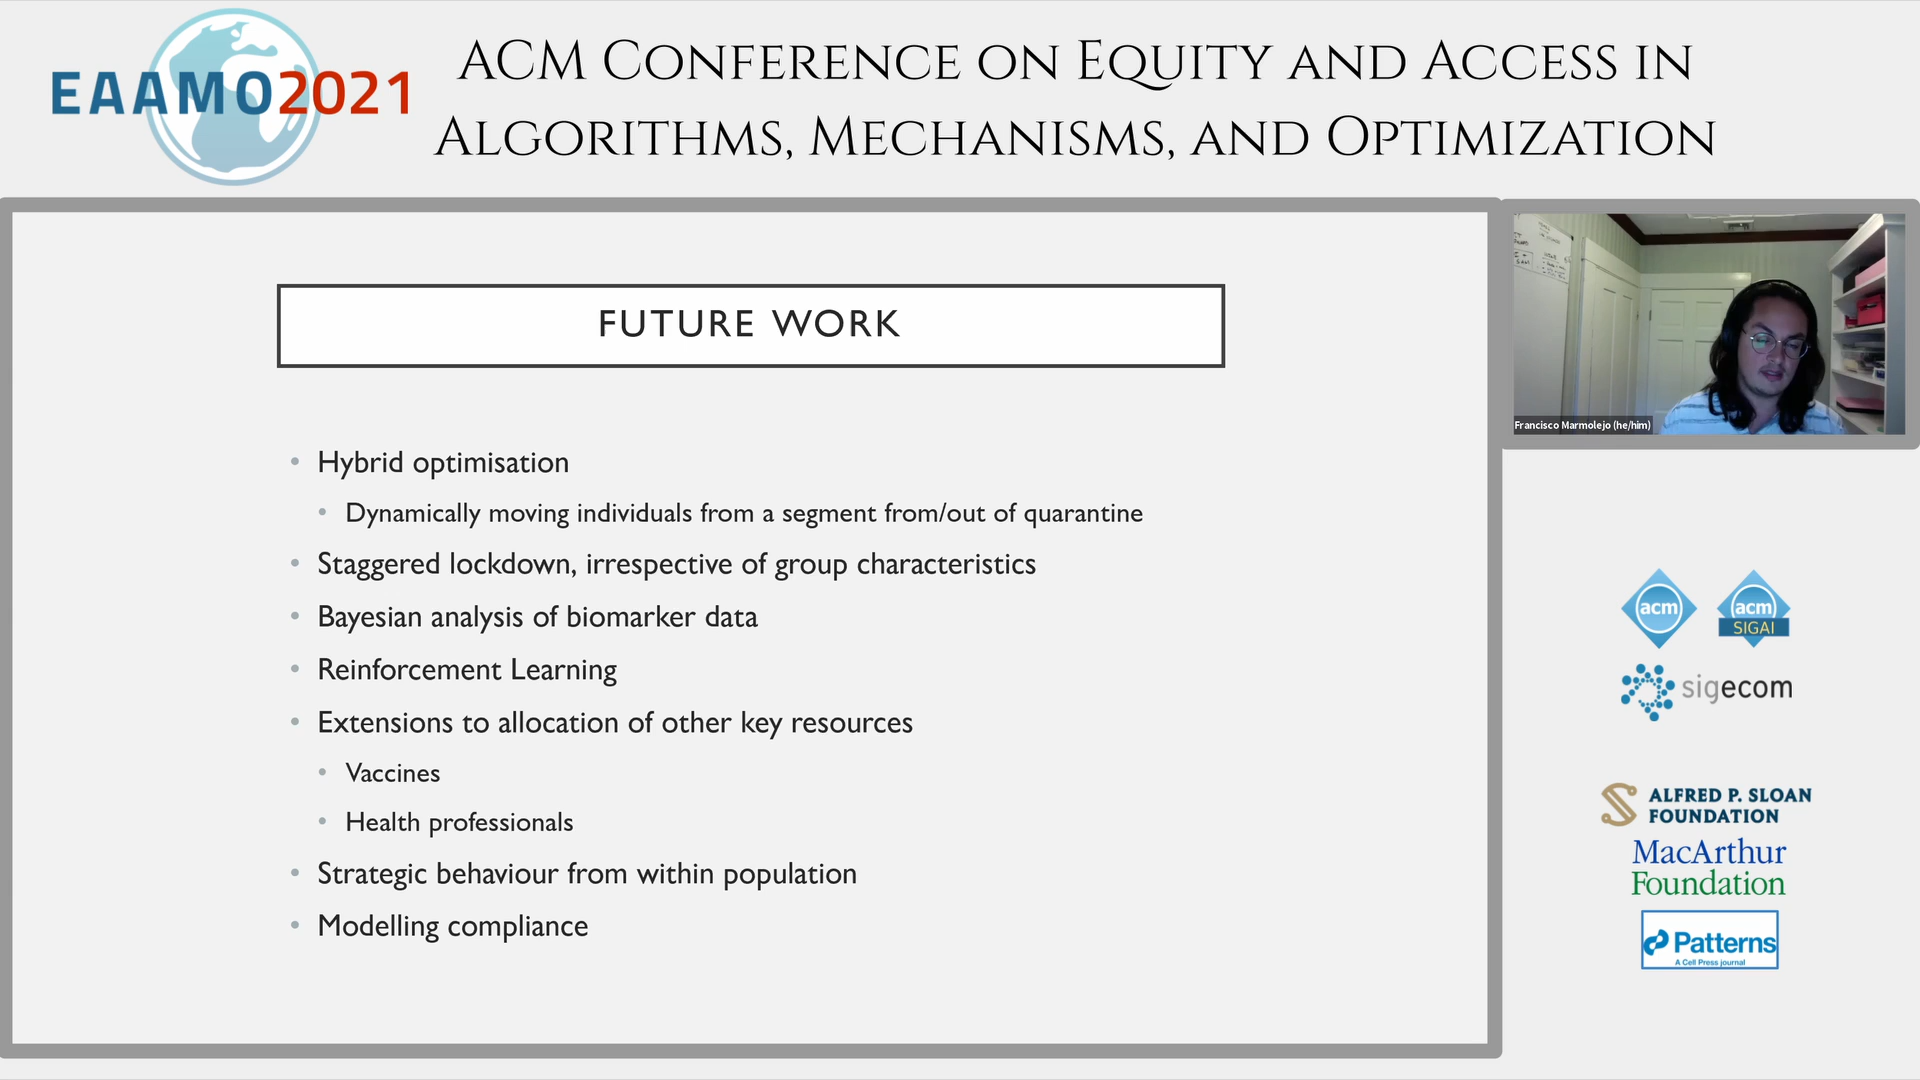 EAAMO2021
ACM Conference on Equity and Access in
Algorithms, Mechanisms, and Optimization
FUTURE WORK
• Hybrid optimisation
• Dynamically moving individuals from a segment from/out of quarantine
• Staggered lockdown, irrespective of group characteristics
• Bayesian analysis of biomarker data
• Reinforcement Learning
• Extensions to allocation of other key resources
• Vaccines
• Health professionals
• Strategic behaviour from within population
• Modelling compliance
Francisco Marmolejo (he/him)
acm
acm
SIGAI
sigecom
ALFRED P. SLOAN
FOUNDATION
MacArthur
Foundation
Patterns
A Cell Press journal